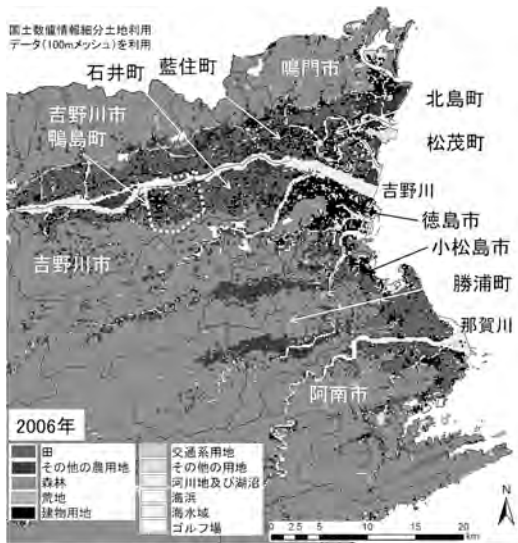 国土数値情報細分土地利用
データ(100mメッシュ)を利用
石井町
藍住町
鳴門市
北島町
吉野川市
鴨島町
松茂町
吉野川
徳島市
小松島市
吉野川市
勝浦町
那賀川
阿南市
2006年
田
その他の農用地
森林
荒地
建物用地
交通系用地
その他の用地
河川地及び湖沼
海浜
海水域
ゴルフ場
0 2.5 5 10 15 20
km
N